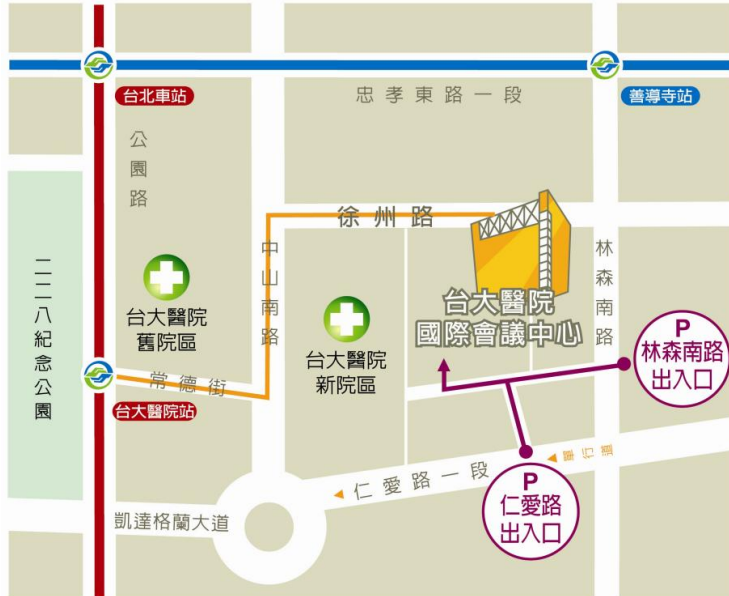 台北車站
善導寺站
忠孝東路一段
公園路
徐州路
中山南路
林森南路
二二八紀念公園
台大醫院
舊院區
台大醫院
新院區
台大醫院
國際會議中心
P
林森南路
出入口
常德街
台大醫院站
仁愛路一段
單行道
P
仁愛路
出入口
凱達格蘭大道